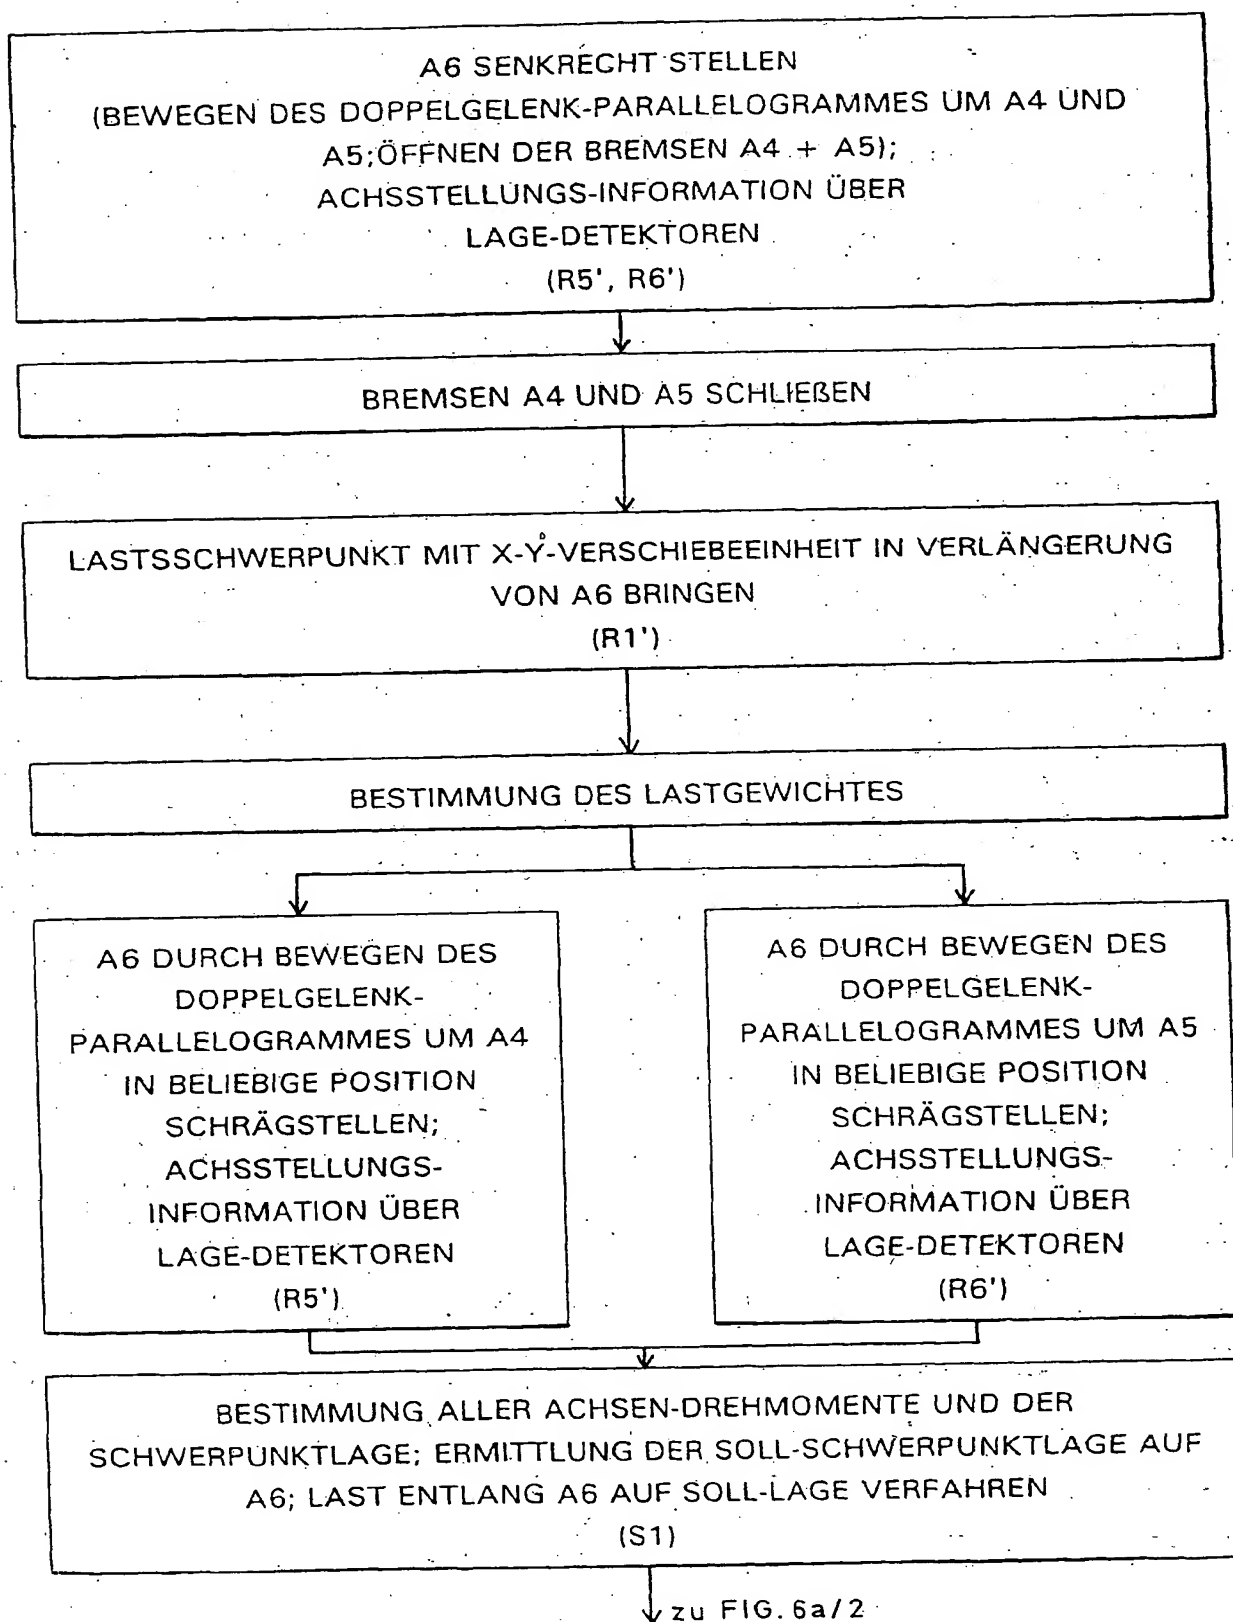 A6 SENKRECHT STELLEN
(BEWEGEN DES DOPPELGELENK-PARALLELOGRAMMES UM A4 UND
A5;ÖFFNEN DER BREMSEN A4 + A5);
ACHSSTELLUNGS-INFORMATION ÜBER
LAGE-DETEKTOREN
(R5', R6')
BREMSEN A4 UND A5 SCHLIEßEN
LASTSSCHWERPUNKT MIT X-Y-VERSCHIEBEEINHEIT IN VERLÄNGERUNG
VON A6 BRINGEN
(R1')
BESTIMMUNG DES LASTGEWICHTES
A6 DURCH BEWEGEN DES
DOPPELGELENK-
PARALLELOGRAMMES UM A4
IN BELIEBIGE POSITION
SCHRÄGSTELLEN;
ACHSSTELLUNGS-
INFORMATION ÜBER
LAGE-DETEKTOREN
(R5')
A6 DURCH BEWEGEN DES
DOPPELGELENK-
PARALLELOGRAMMES UM A5
IN BELIEBIGE POSITION
SCHRÄGSTELLEN;
ACHSSTELLUNGS-
INFORMATION ÜBER
LAGE-DETEKTOREN
(R6')
BESTIMMUNG ALLER ACHSEN-DREHMOMENTE UND DER
SCHWERPUNKTLAGE; ERMITTLUNG DER SOLL-SCHWERPUNKTLAGE AUF
A6; LAST ENTLANG A6 AUF SOLL-LAGE VERFAHREN
(S1)
zu FIG. 6a/2